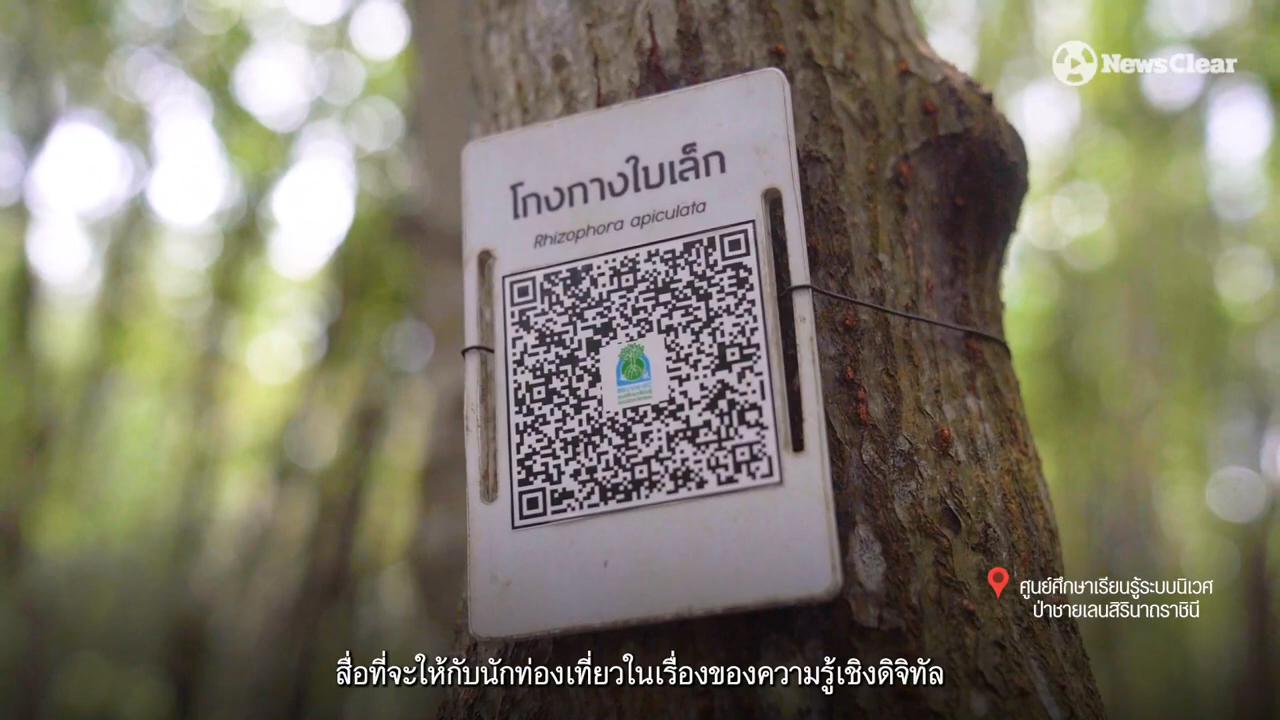 NewsClear
โกงกางใบเล็ก
Rhizophora apiculata
ศูนย์ศึกษาเรียนรู้ระบบนิเวศ
ป่าชายเลนสิรินาถราชินี
สื่อที่จะให้กับนักท่องเที่ยวในเรื่องของความรู้เชิงดิจิทัล